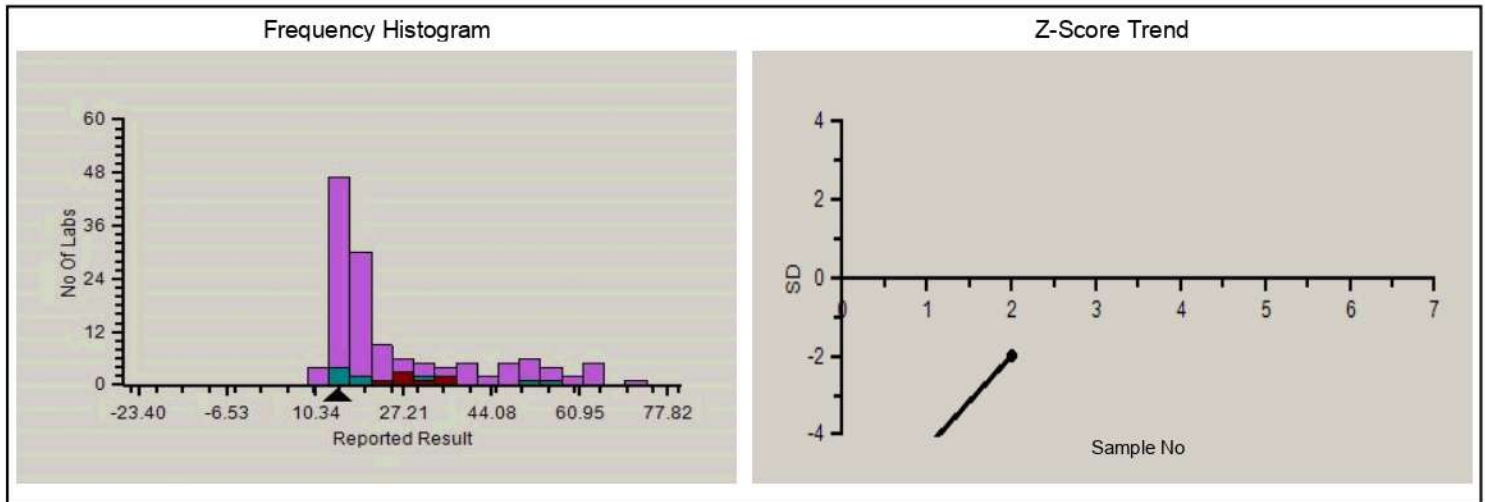 Frequency Histogram
60
48
36
24
12
0
No Of Labs
-23.40 -6.53 10.34 27.21 44.08 60.95 77.82
Reported Result
Z-Score Trend
4
2
0
-2
-4
SD
0 1 2 3 4 5 6 7
Sample No